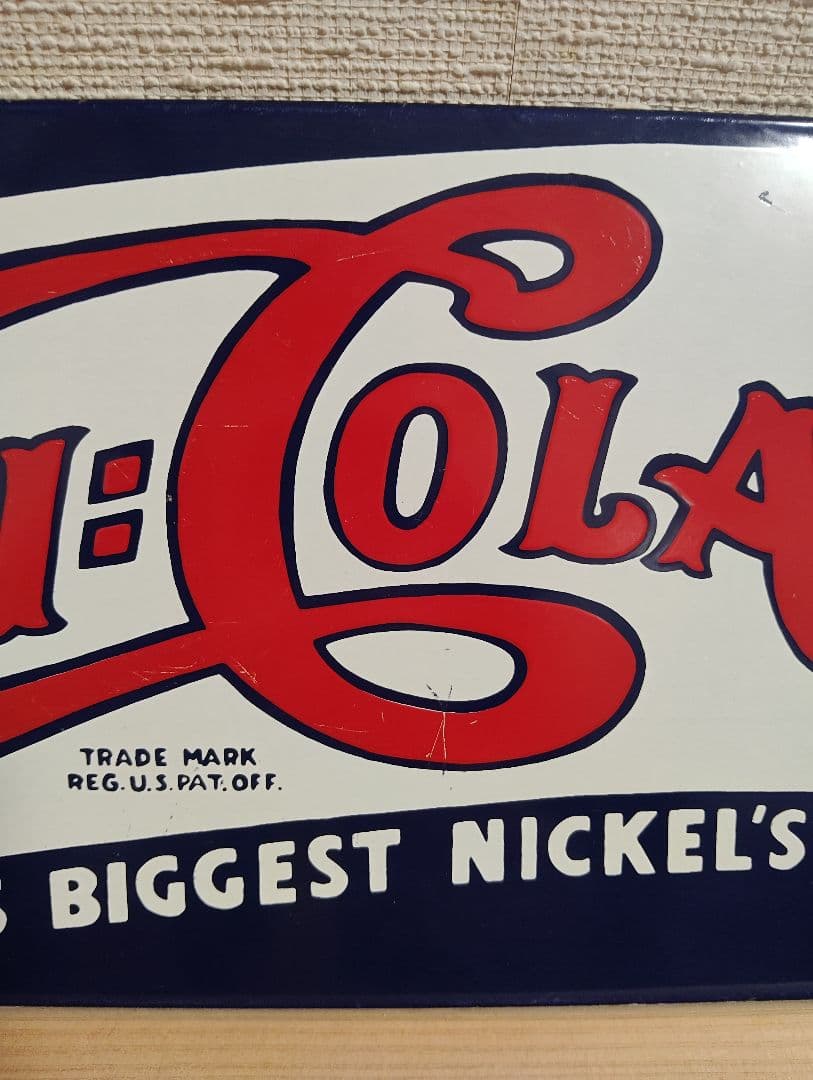 I:COLA
TRADE MARK
REG.U.S.PAT.OFF.
S BIGGEST NICKEL'S